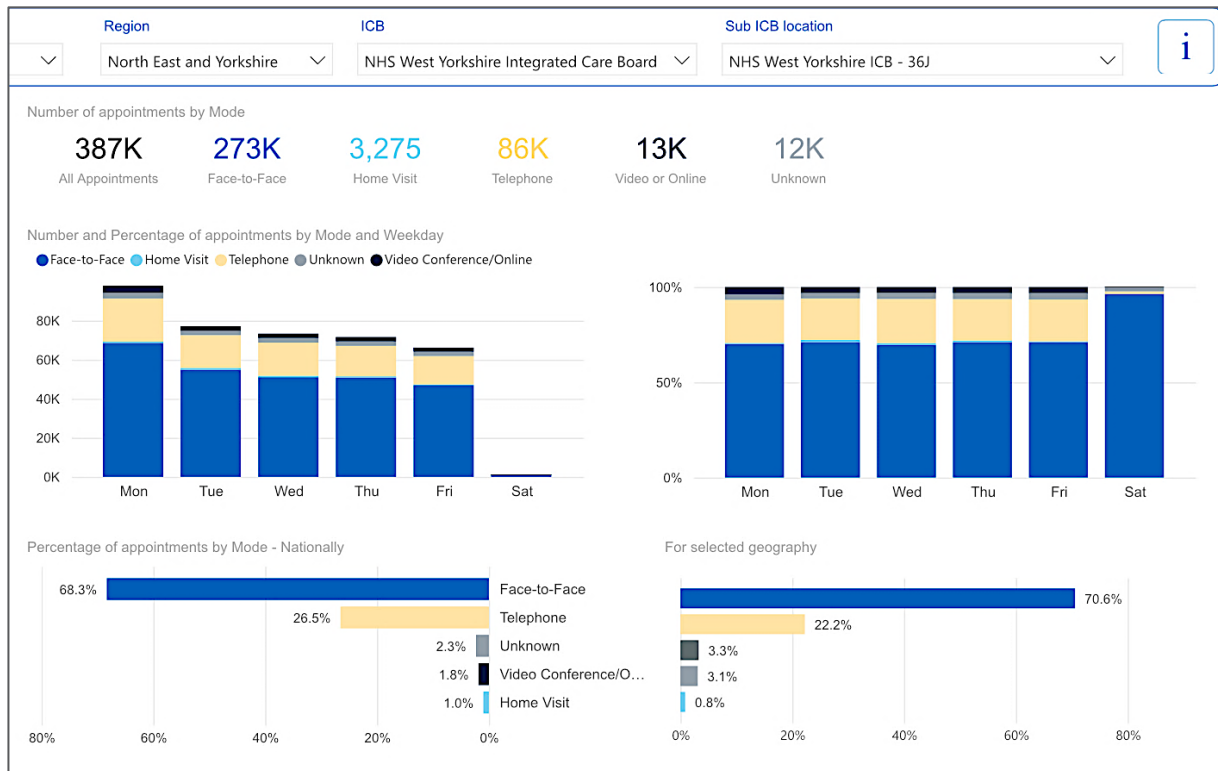 Region ICB Sub ICB location
North East and Yorkshire NHS West Yorkshire Integrated Care Board NHS West Yorkshire ICB - 36J i
Number of appointments by Mode
387K 273K 3,275 86K 13K 12K
All Appointments Face-to-Face Home Visit Telephone Video or Online Unknown
Number and Percentage of appointments by Mode and Weekday
Face-to-Face Home Visit Telephone Unknown Video Conference/Online
80K
60K
40K
20K
0K
Mon Tue Wed Thu Fri Sat
100%
50%
0%
Mon Tue Wed Thu Fri Sat
Percentage of appointments by Mode - Nationally
68.3% Face-to-Face
26.5% Telephone
2.3% Unknown
1.8% Video Conference/O...
1.0% Home Visit
80% 60% 40% 20% 0%
For selected geography
70.6%
22.2%
3.3%
3.1%
0.8%
0% 20% 40% 60% 80%